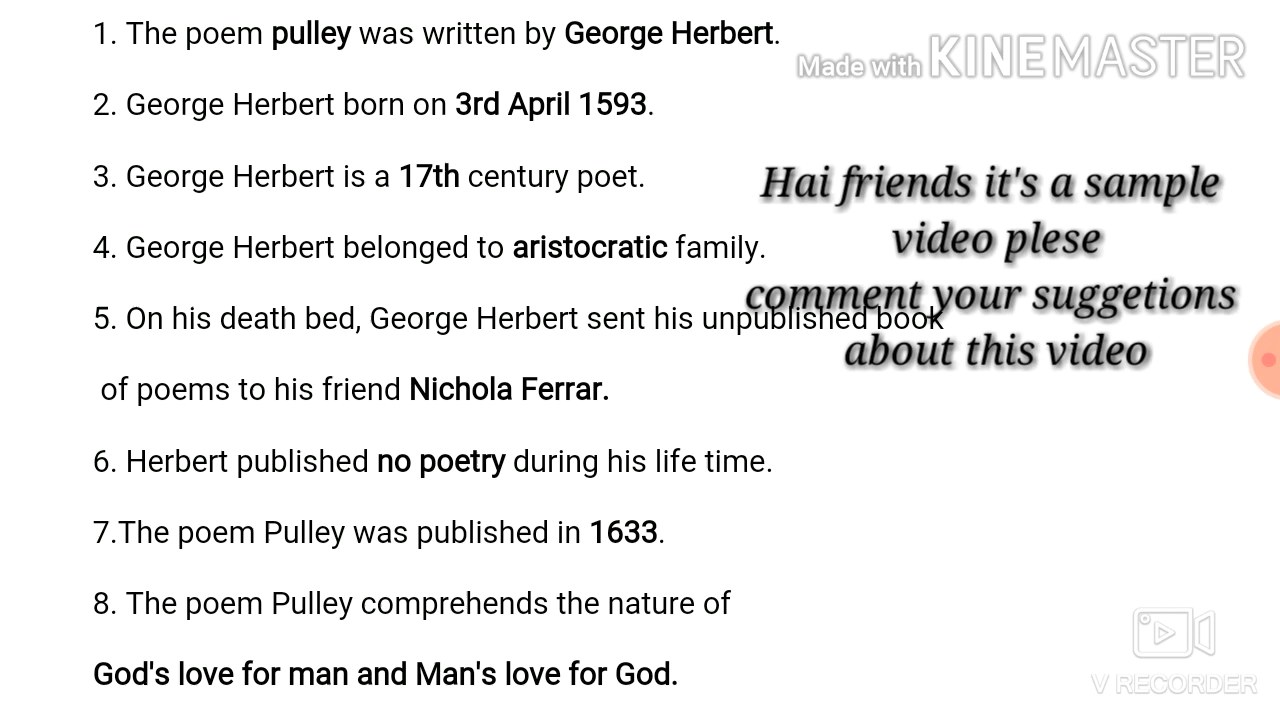 1. The poem pulley was written by George Herbert.
Made with KINEMASTER
2. George Herbert born on 3rd April 1593.
3. George Herbert is a 17th century poet.
Hai friends it's a sample
video plese
comment your suggetions
about this video
4. George Herbert belonged to aristocratic family.
5. On his death bed, George Herbert sent his unpublished book
of poems to his friend Nichola Ferrar.
6. Herbert published no poetry during his life time.
7.The poem Pulley was published in 1633.
8. The poem Pulley comprehends the nature of
God's love for man and Man's love for God.
V RECORDER